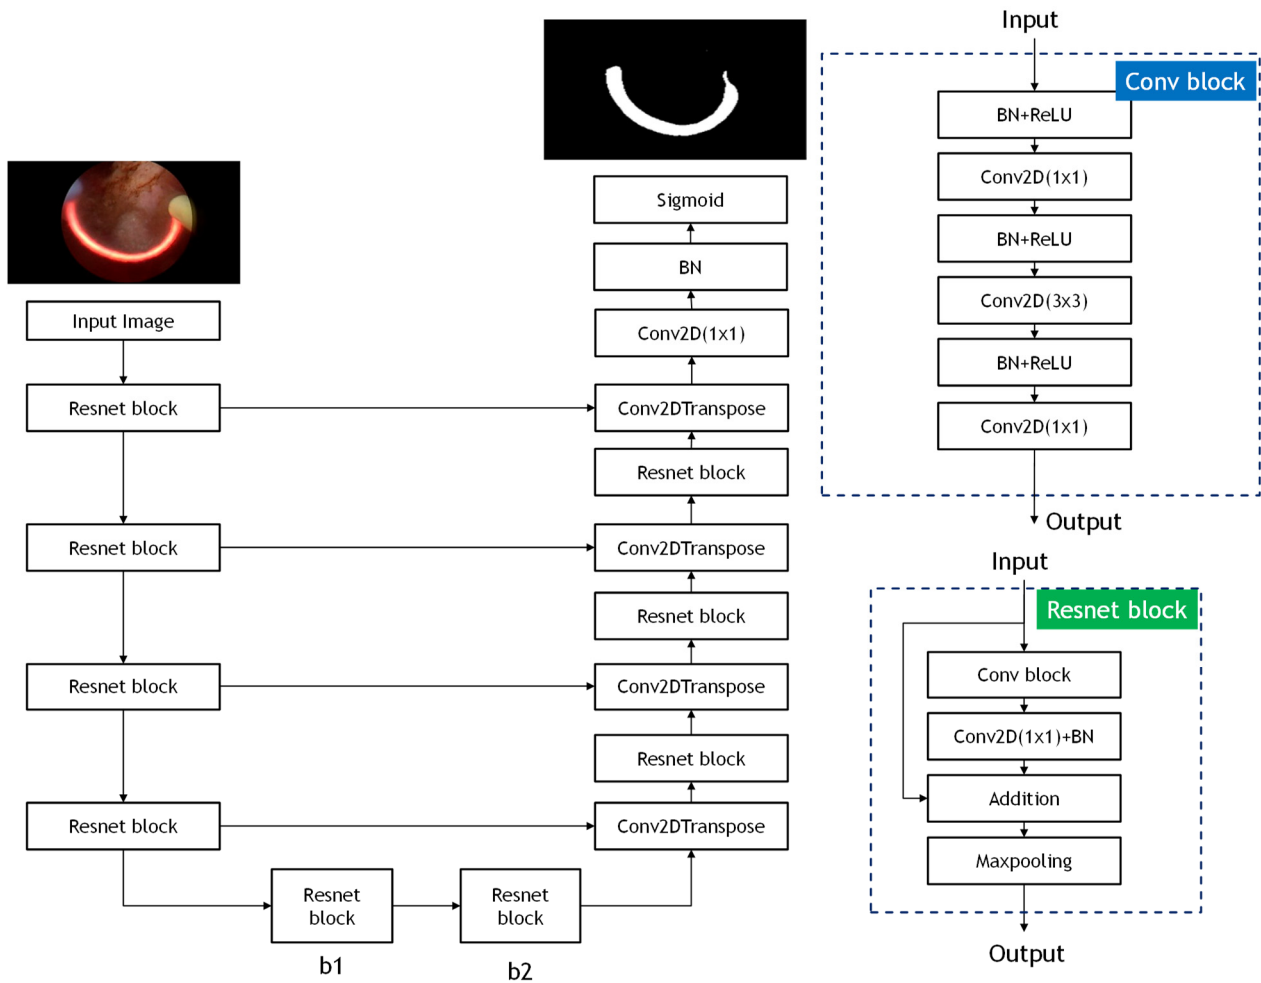 Input Image
Resnet block
Resnet block
Resnet block
Resnet block
Resnet
block
b1
Resnet
block
b2
Sigmoid
BN
Conv2D(1x1)
Conv2DTranspose
Resnet block
Conv2DTranspose
Resnet block
Conv2DTranspose
Resnet block
Conv2DTranspose
Input
Conv block
BN+ReLU
Conv2D(1x1)
BN+ReLU
Conv2D(3x3)
BN+ReLU
Conv2D(1x1)
Output
Input
Resnet block
Conv block
Conv2D(1x1)+BN
Addition
Maxpooling
Output